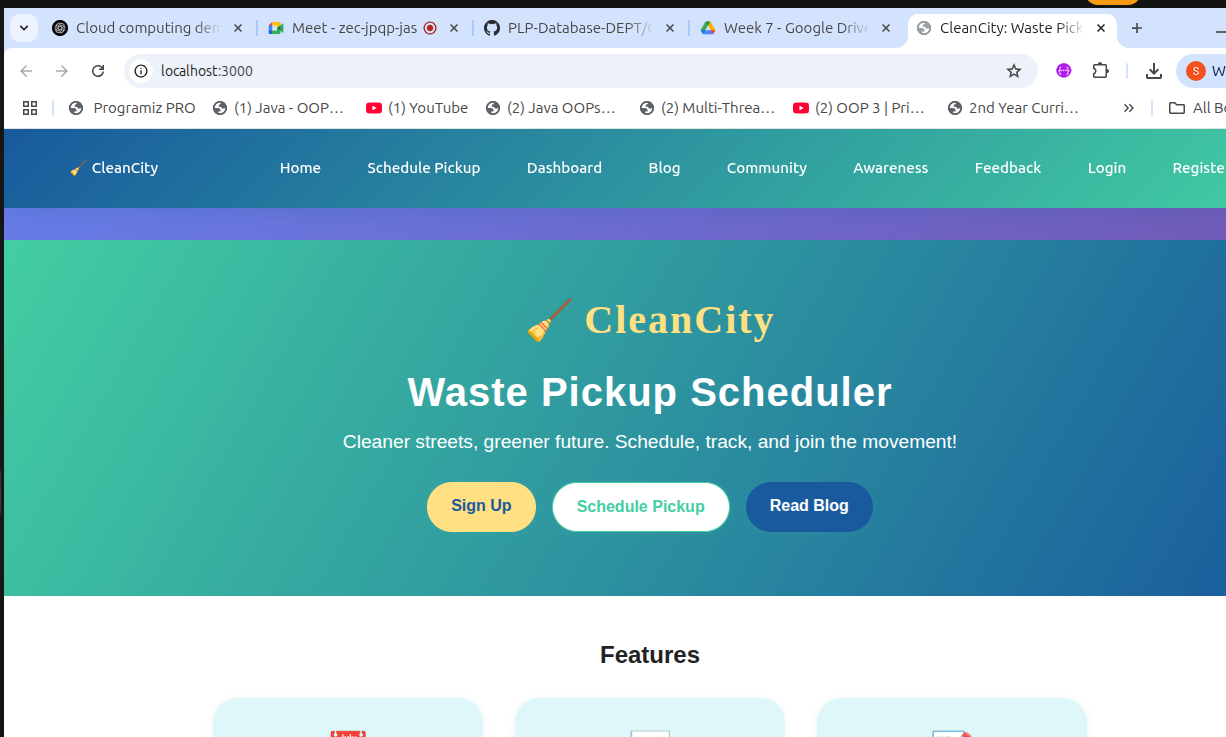 Cloud computing den
Meet - zec-jpqp-jas
PLP-Database-DEPT/C
Week 7 - Google Drive
CleanCity: Waste Pick
localhost:3000
S
W
Programiz PRO
(1) Java - OOP…
(1) YouTube
(2) Java OOPs…
(2) Multi-Threa…
(2) OOP 3 | Pri…
2nd Year Curri…
»
All Bo
CleanCity
Home
Schedule Pickup
Dashboard
Blog
Community
Awareness
Feedback
Login
Registe
CleanCity
Waste Pickup Scheduler
Cleaner streets, greener future. Schedule, track, and join the movement!
Sign Up
Schedule Pickup
Read Blog
Features